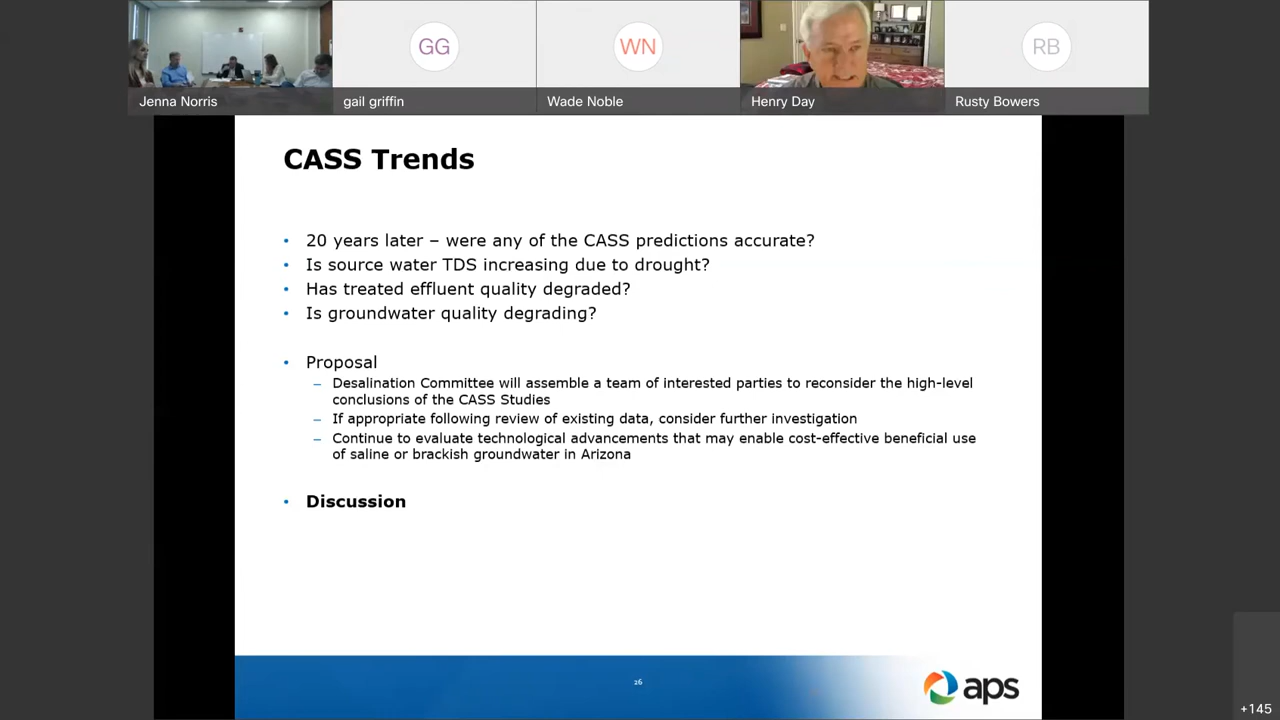 GG
WN
RB
Jenna Norris
gail griffin
Wade Noble
Henry Day
Rusty Bowers
CASS Trends
• 20 years later – were any of the CASS predictions accurate?
• Is source water TDS increasing due to drought?
• Has treated effluent quality degraded?
• Is groundwater quality degrading?
• Proposal
– Desalination Committee will assemble a team of interested parties to reconsider the high-level
conclusions of the CASS Studies
– If appropriate following review of existing data, consider further investigation
– Continue to evaluate technological advancements that may enable cost-effective beneficial use
of saline or brackish groundwater in Arizona
• Discussion
26
aps
+145